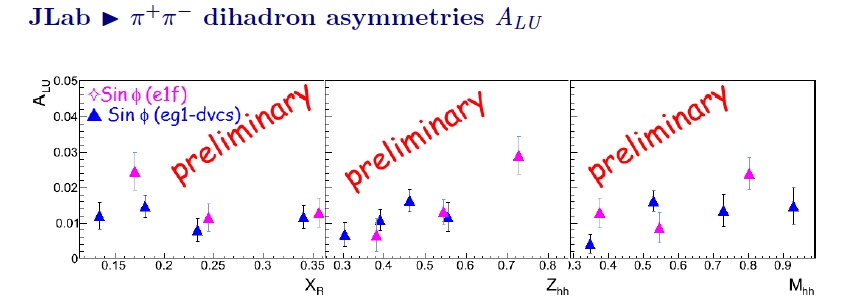 JLab ► π⁺π⁻ dihadron asymmetries A_LU
A_LU
0.05
0.04
0.03
0.02
0.01
0
Sin ϕ (e1f)
Sin ϕ (eg1-dvcs)
preliminary
preliminary
preliminary
0.15 0.2 0.25 0.3 0.35
0.3 0.4 0.5 0.6 0.7 0.8
0.3 0.4 0.5 0.6 0.7 0.8 0.9
X_B
Z_hh
M_hh